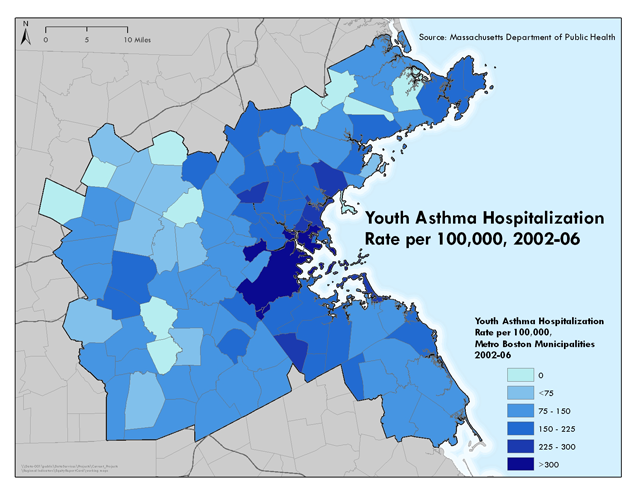 N
0 5 10 Miles
Source: Massachusetts Department of Public Health
Youth Asthma Hospitalization
Rate per 100,000, 2002-06
Youth Asthma Hospitalization
Rate per 100,000,
Metro Boston Municipalities
2002-06
0
<75
75 - 150
150 - 225
225 - 300
>300